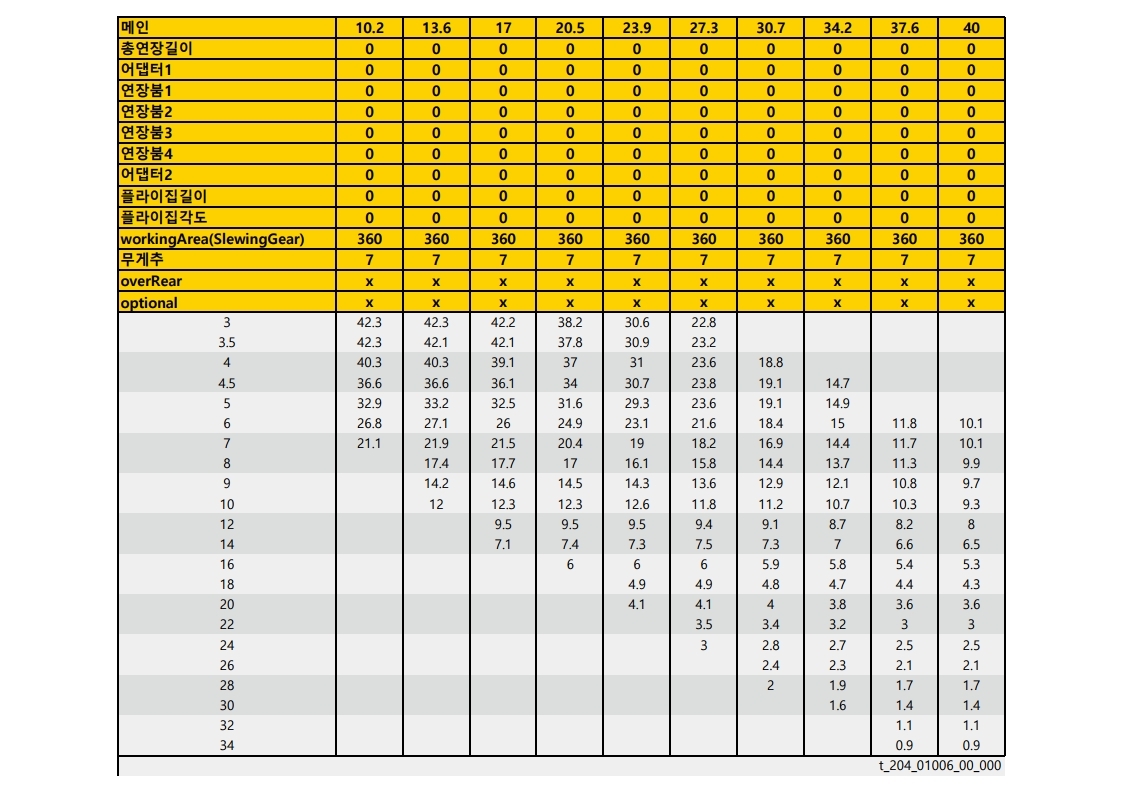 메인 10.2 13.6 17 20.5 23.9 27.3 30.7 34.2 37.6 40
총연장길이 0 0 0 0 0 0 0 0 0 0
어댑터1 0 0 0 0 0 0 0 0 0 0
연장붐1 0 0 0 0 0 0 0 0 0 0
연장붐2 0 0 0 0 0 0 0 0 0 0
연장붐3 0 0 0 0 0 0 0 0 0 0
연장붐4 0 0 0 0 0 0 0 0 0 0
어댑터2 0 0 0 0 0 0 0 0 0 0
플라이집길이 0 0 0 0 0 0 0 0 0 0
플라이집각도 0 0 0 0 0 0 0 0 0 0
workingArea(SlewingGear) 360 360 360 360 360 360 360 360 360 360
무게추 7 7 7 7 7 7 7 7 7 7
overRear x x x x x x x x x x
optional x x x x x x x x x x
3 42.3 42.3 42.2 38.2 30.6 22.8
3.5 42.3 42.1 42.1 37.8 30.9 23.2
4 40.3 40.3 39.1 37 31 23.6 18.8
4.5 36.6 36.6 36.1 34 30.7 23.8 19.1 14.7
5 32.9 33.2 32.5 31.6 29.3 23.6 19.1 14.9
6 26.8 27.1 26 24.9 23.1 21.6 18.4 15 11.8 10.1
7 21.1 21.9 21.5 20.4 19 18.2 16.9 14.4 11.7 10.1
8 17.4 17.7 17 16.1 15.8 14.4 13.7 11.3 9.9
9 14.2 14.6 14.5 14.3 13.6 12.9 12.1 10.8 9.7
10 12 12.3 12.3 12.6 11.8 11.2 10.7 10.3 9.3
12 9.5 9.5 9.5 9.4 9.1 8.7 8.2 8
14 7.1 7.4 7.3 7.5 7.3 7 6.6 6.5
16 6 6 6 5.9 5.8 5.4 5.3
18 4.9 4.9 4.8 4.7 4.4 4.3
20 4.1 4.1 4 3.8 3.6 3.6
22 3.5 3.4 3.2 3 3
24 3 2.8 2.7 2.5 2.5
26 2.4 2.3 2.1 2.1
28 2 1.9 1.7 1.7
30 1.6 1.4 1.4
32 1.1 1.1
34 0.9 0.9
t_204_01006_00_000